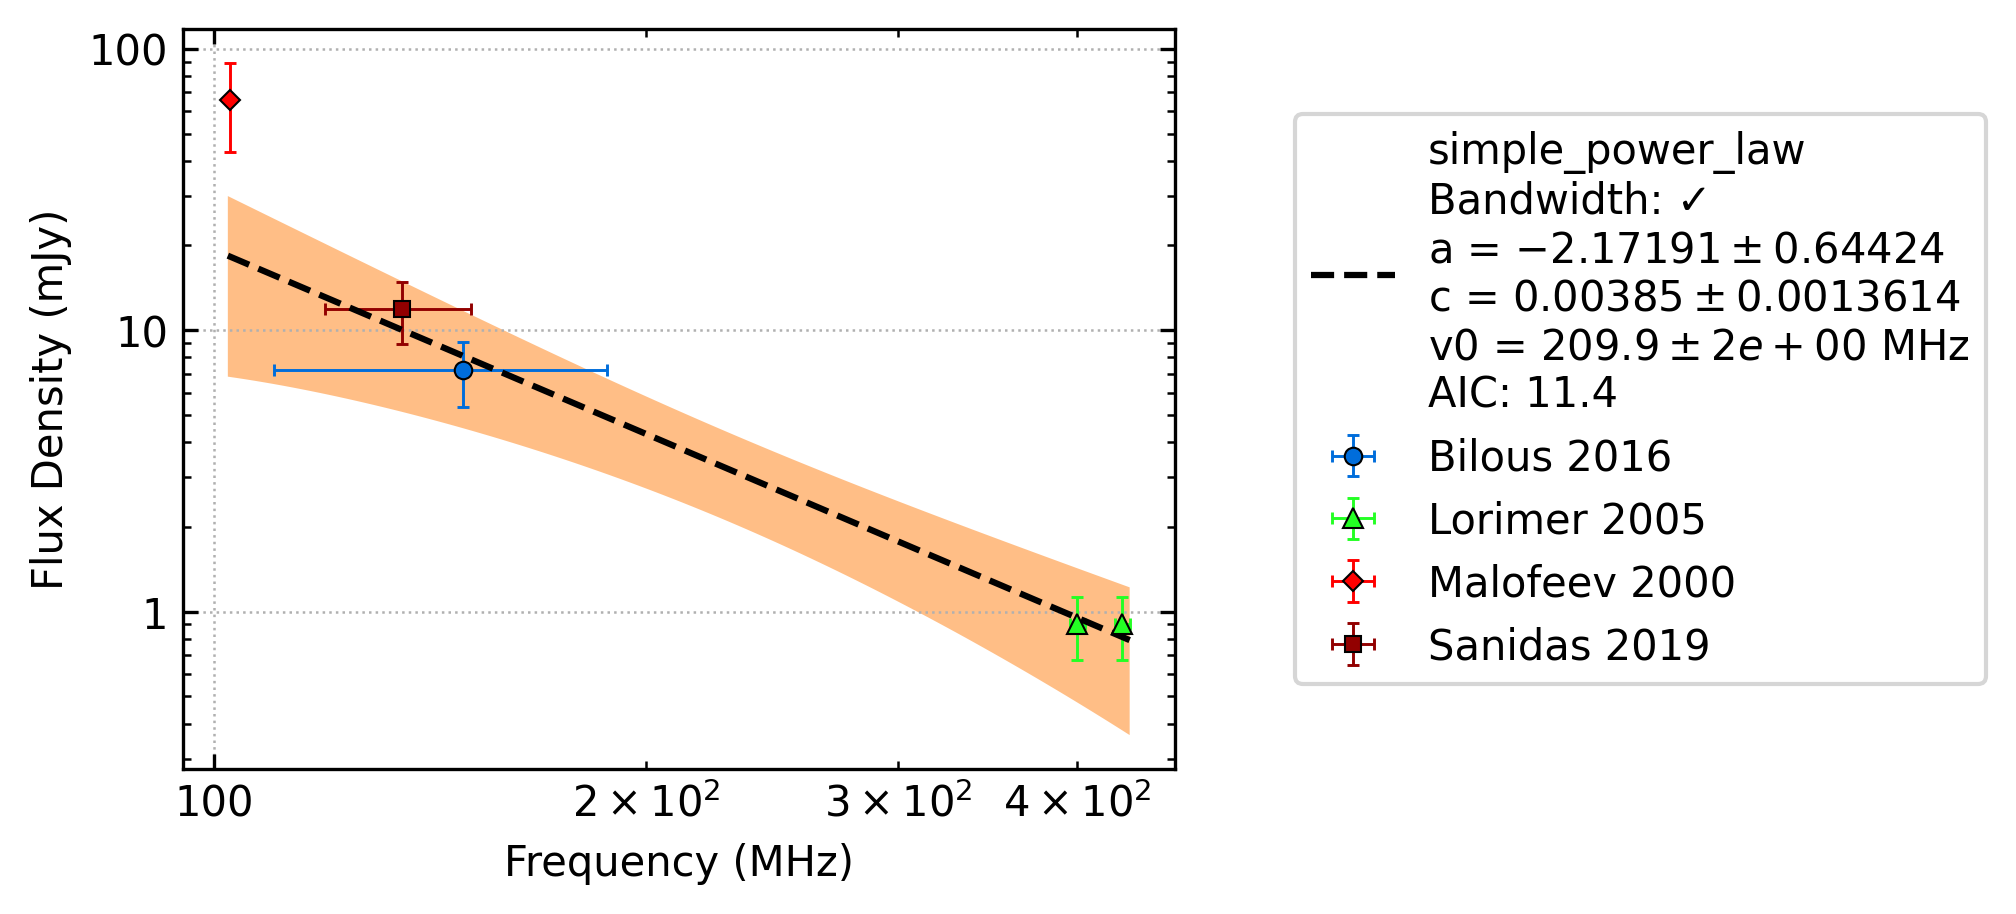 100
10
1
Flux Density (mJy)
100
2 × 10²
3 × 10²
4 × 10²
Frequency (MHz)
simple_power_law
Bandwidth: ✓
a = −2.17191 ± 0.64424
c = 0.00385 ± 0.0013614
v0 = 209.9 ± 2e + 00 MHz
AIC: 11.4
Bilous 2016
Lorimer 2005
Malofeev 2000
Sanidas 2019